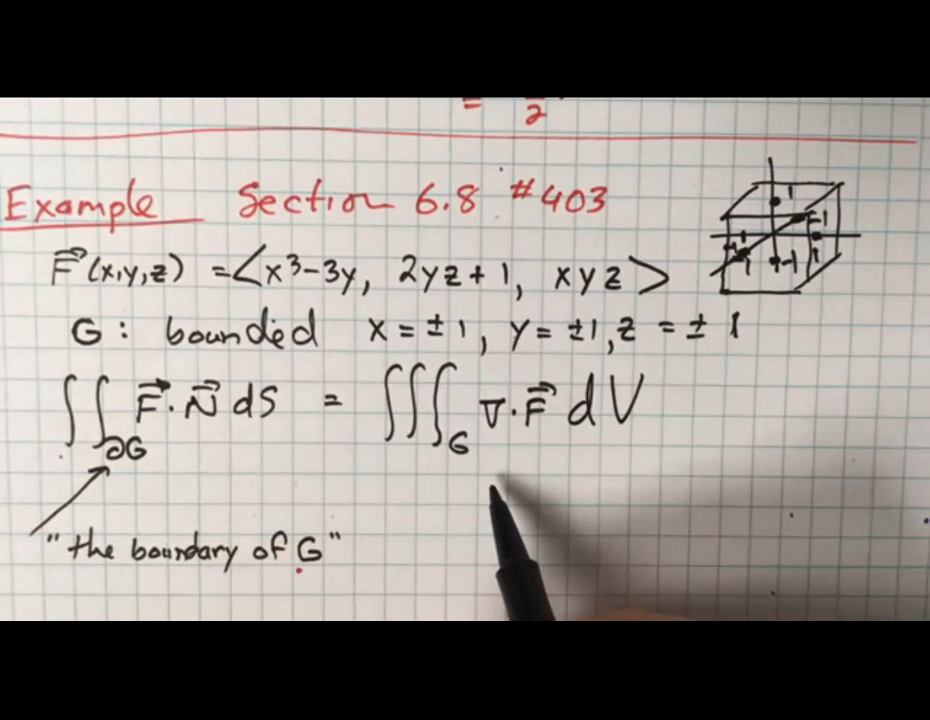 = 2
Example Section 6.8 #403
F⃗(x,y,z) = <x³-3y, 2yz+1, xyz>
G: bounded x=±1, y=±1, z=±1
∬_∂G F⃗·N⃗ dS = ∭_G ∇·F⃗ dV
"the boundary of G"